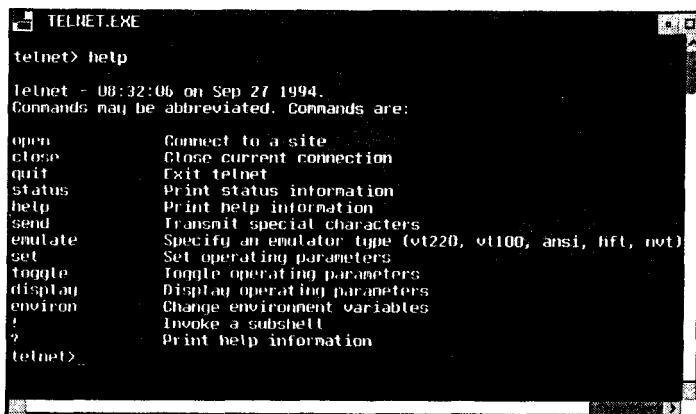 TELNET.EXE
telnet> help
Telnet - 08:32:06 on Sep 27 1994.
Commands may be abbreviated. Commands are:
open Connect to a site
close Close current connection
quit Exit telnet
status Print status information
help Print help information
send Transmit special characters
emulate Specify an emulator type (vt220, vt100, ansi, hft, nvt)
set Set operating parameters
toggle Toggle operating parameters
display Display operating parameters
environ Change environment variables
! Invoke a subshell
? Print help information
telnet>_